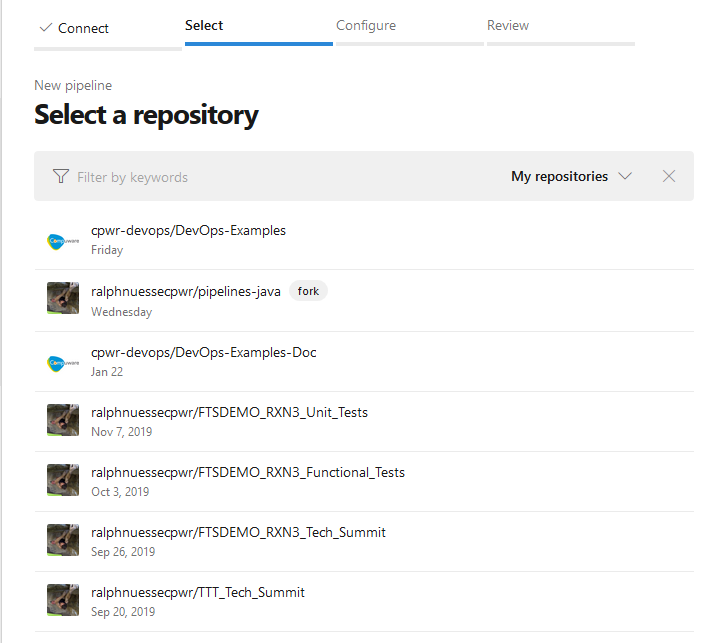 Connect
Select
Configure
Review
New pipeline
Select a repository
Filter by keywords
My repositories
cpwr-devops/DevOps-Examples
Friday
ralphnuessecpwr/pipelines-java fork
Wednesday
cpwr-devops/DevOps-Examples-Doc
Jan 22
ralphnuessecpwr/FTSDEMO_RXN3_Unit_Tests
Nov 7, 2019
ralphnuessecpwr/FTSDEMO_RXN3_Functional_Tests
Oct 3, 2019
ralphnuessecpwr/FTSDEMO_RXN3_Tech_Summit
Sep 26, 2019
ralphnuessecpwr/TTT_Tech_Summit
Sep 20, 2019